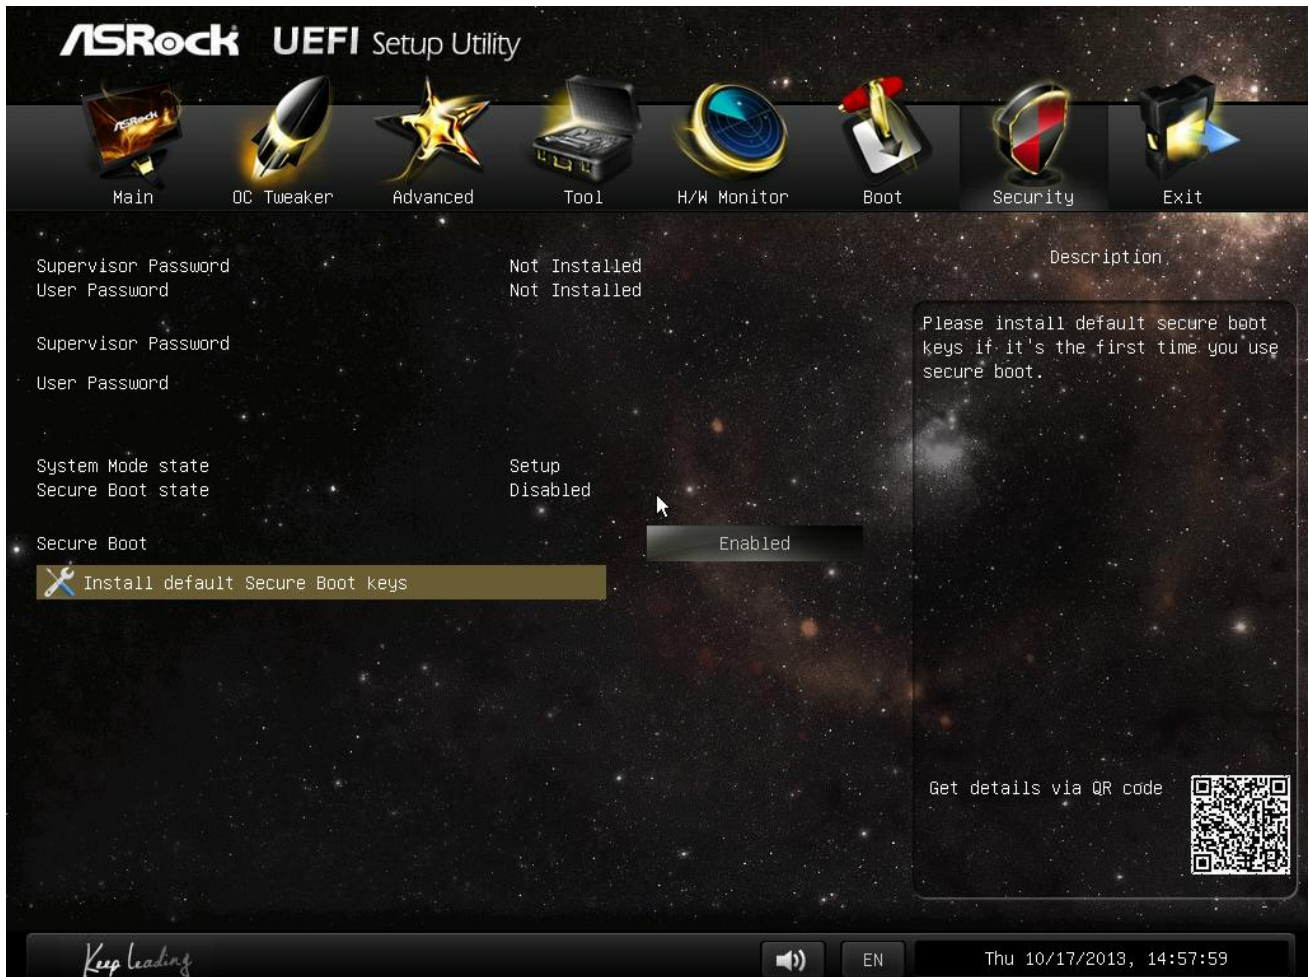 ASRock UEFI Setup Utility
ASRock
Main OC Tweaker Advanced Tool H/W Monitor Boot Security Exit
Supervisor Password Not Installed
User Password Not Installed
Supervisor Password
User Password
System Mode state Setup
Secure Boot state Disabled
Secure Boot Enabled
Install default Secure Boot keys
Description
Please install default secure boot
keys if it's the first time you use
secure boot.
Get details via QR code
Keep Leading
EN
Thu 10/17/2013, 14:57:59